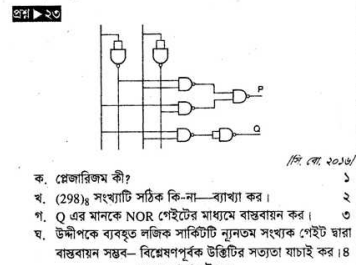 প্রশ্ন ▶ ২৩
P
Q
[সি. বো. ২০১৬]
ক. প্লেজারিজম কী? ১
খ. (298)₈ সংখ্যাটি সঠিক কি-না—ব্যাখ্যা কর। ২
গ. Q এর মানকে NOR গেইটের মাধ্যমে বাস্তবায়ন কর। ৩
ঘ. উদ্দীপকে ব্যবহৃত লজিক সার্কিটটি ন্যূনতম সংখ্যক গেইট দ্বারা
বাস্তবায়ন সম্ভব— বিশ্লেষণপূর্বক উক্তিটির সত্যতা যাচাই কর। ৪